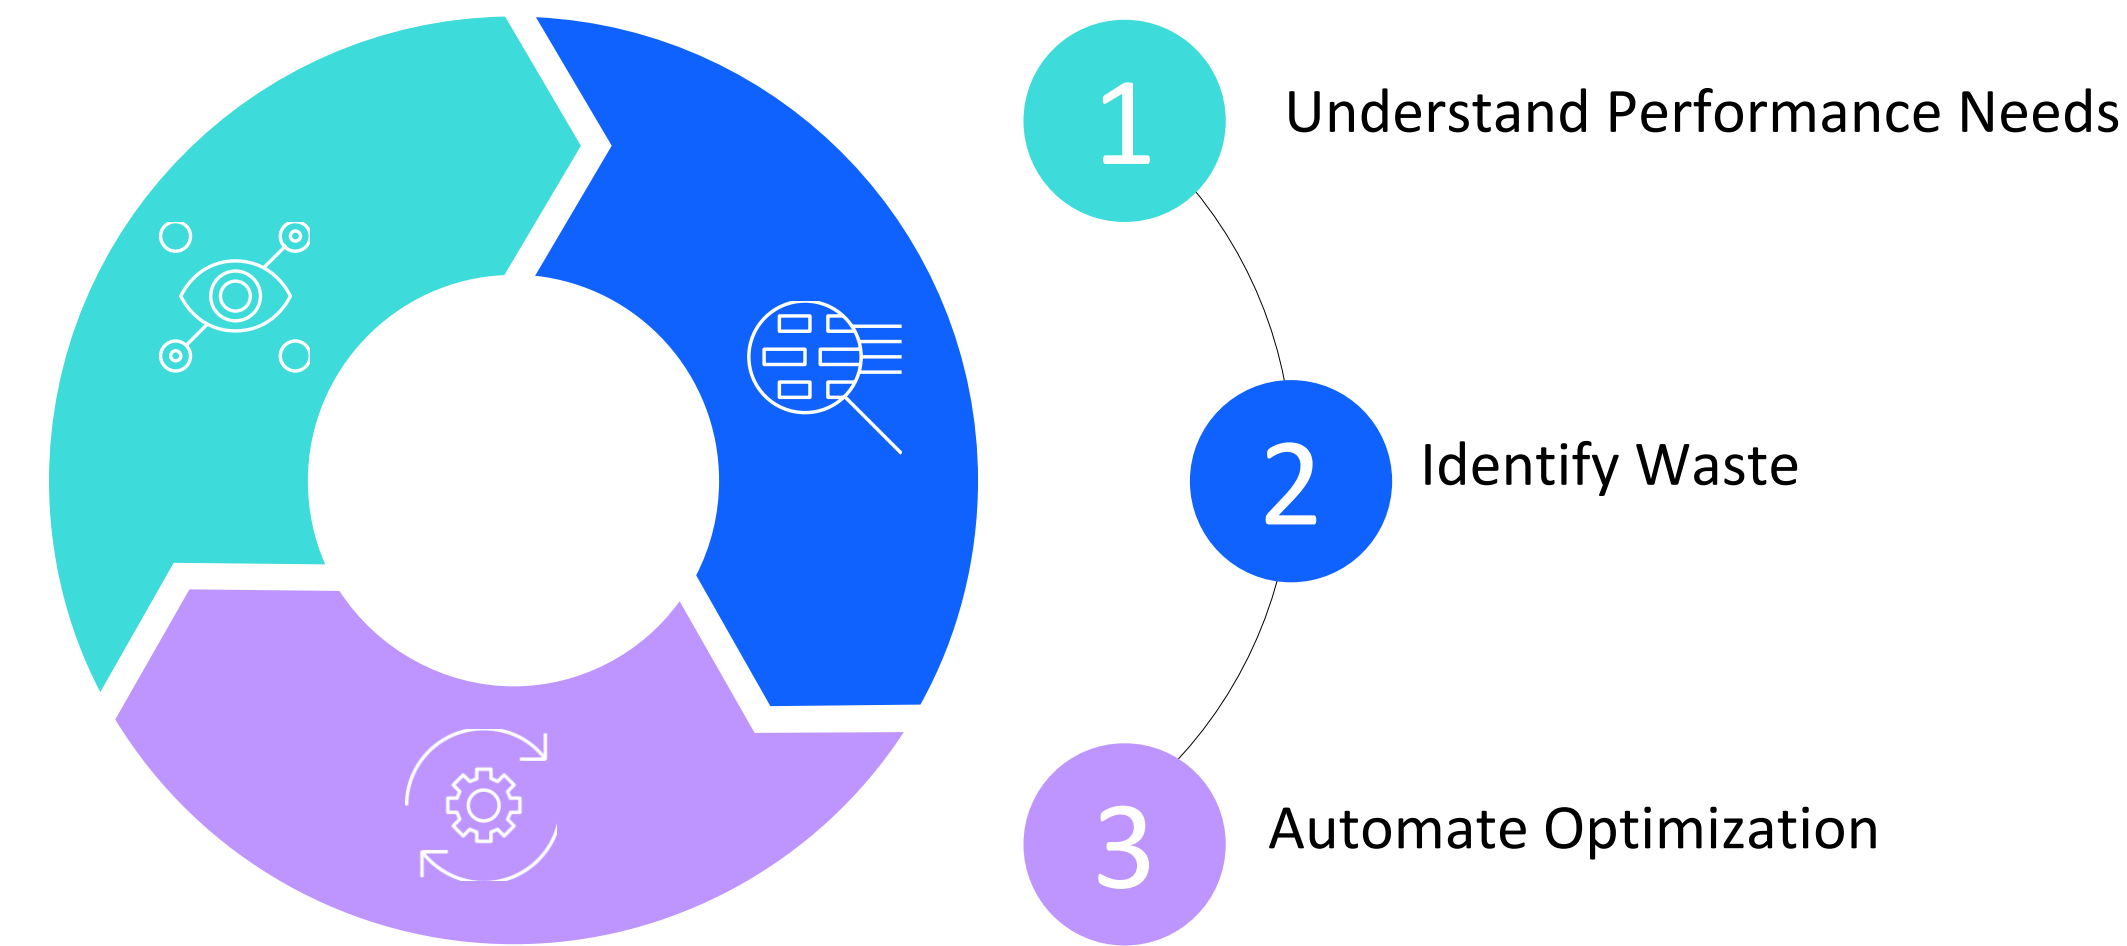 1 Understand Performance Needs
2 Identify Waste
3 Automate Optimization